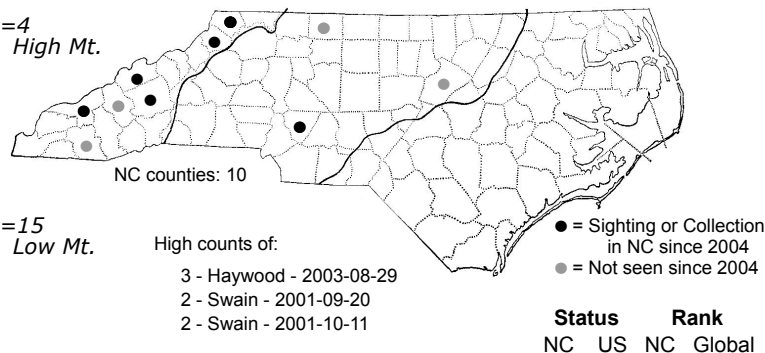 =4
High Mt.
NC counties: 10
=15
Low Mt.
High counts of:
3 - Haywood - 2003-08-29
2 - Swain - 2001-09-20
2 - Swain - 2001-10-11
= Sighting or Collection
in NC since 2004
= Not seen since 2004
Status Rank
NC US NC Global